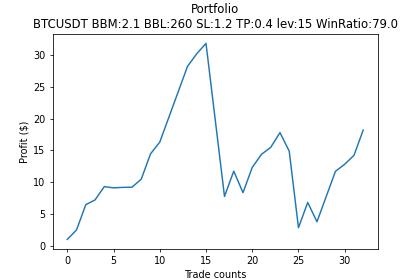 Portfolio
BTCUSDT BBM:2.1 BBL:260 SL:1.2 TP:0.4 lev:15 WinRatio:79.0
30
25
20
15
10
5
0
Profit ($)
0 5 10 15 20 25 30
Trade counts